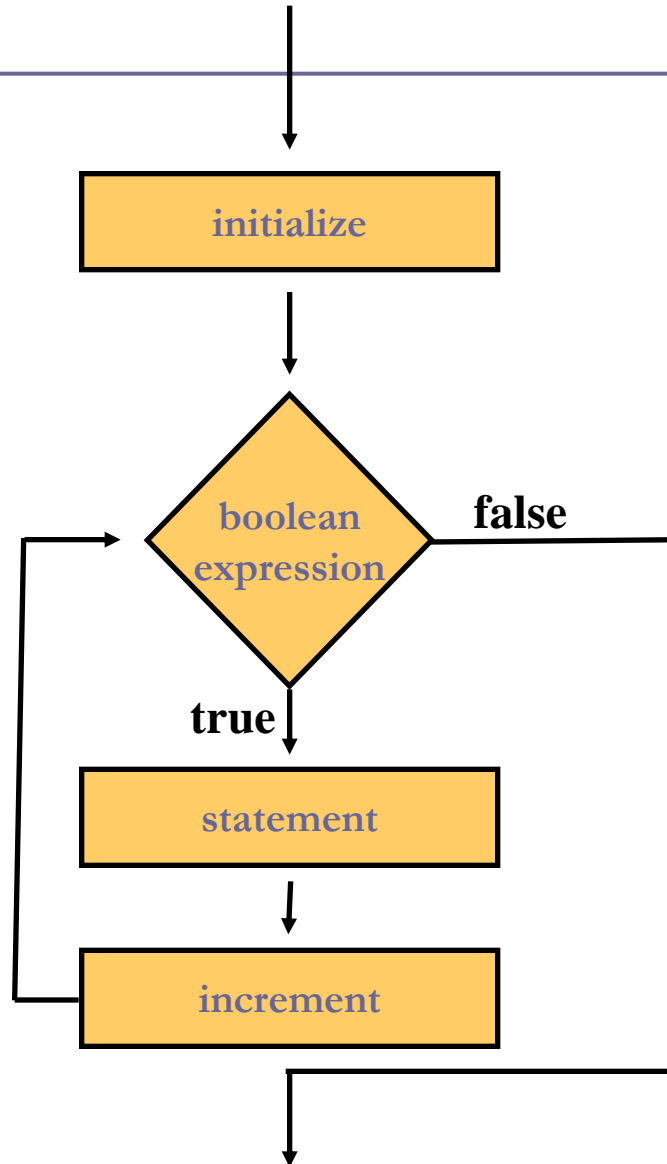 initialize
boolean
expression
false
true
statement
increment